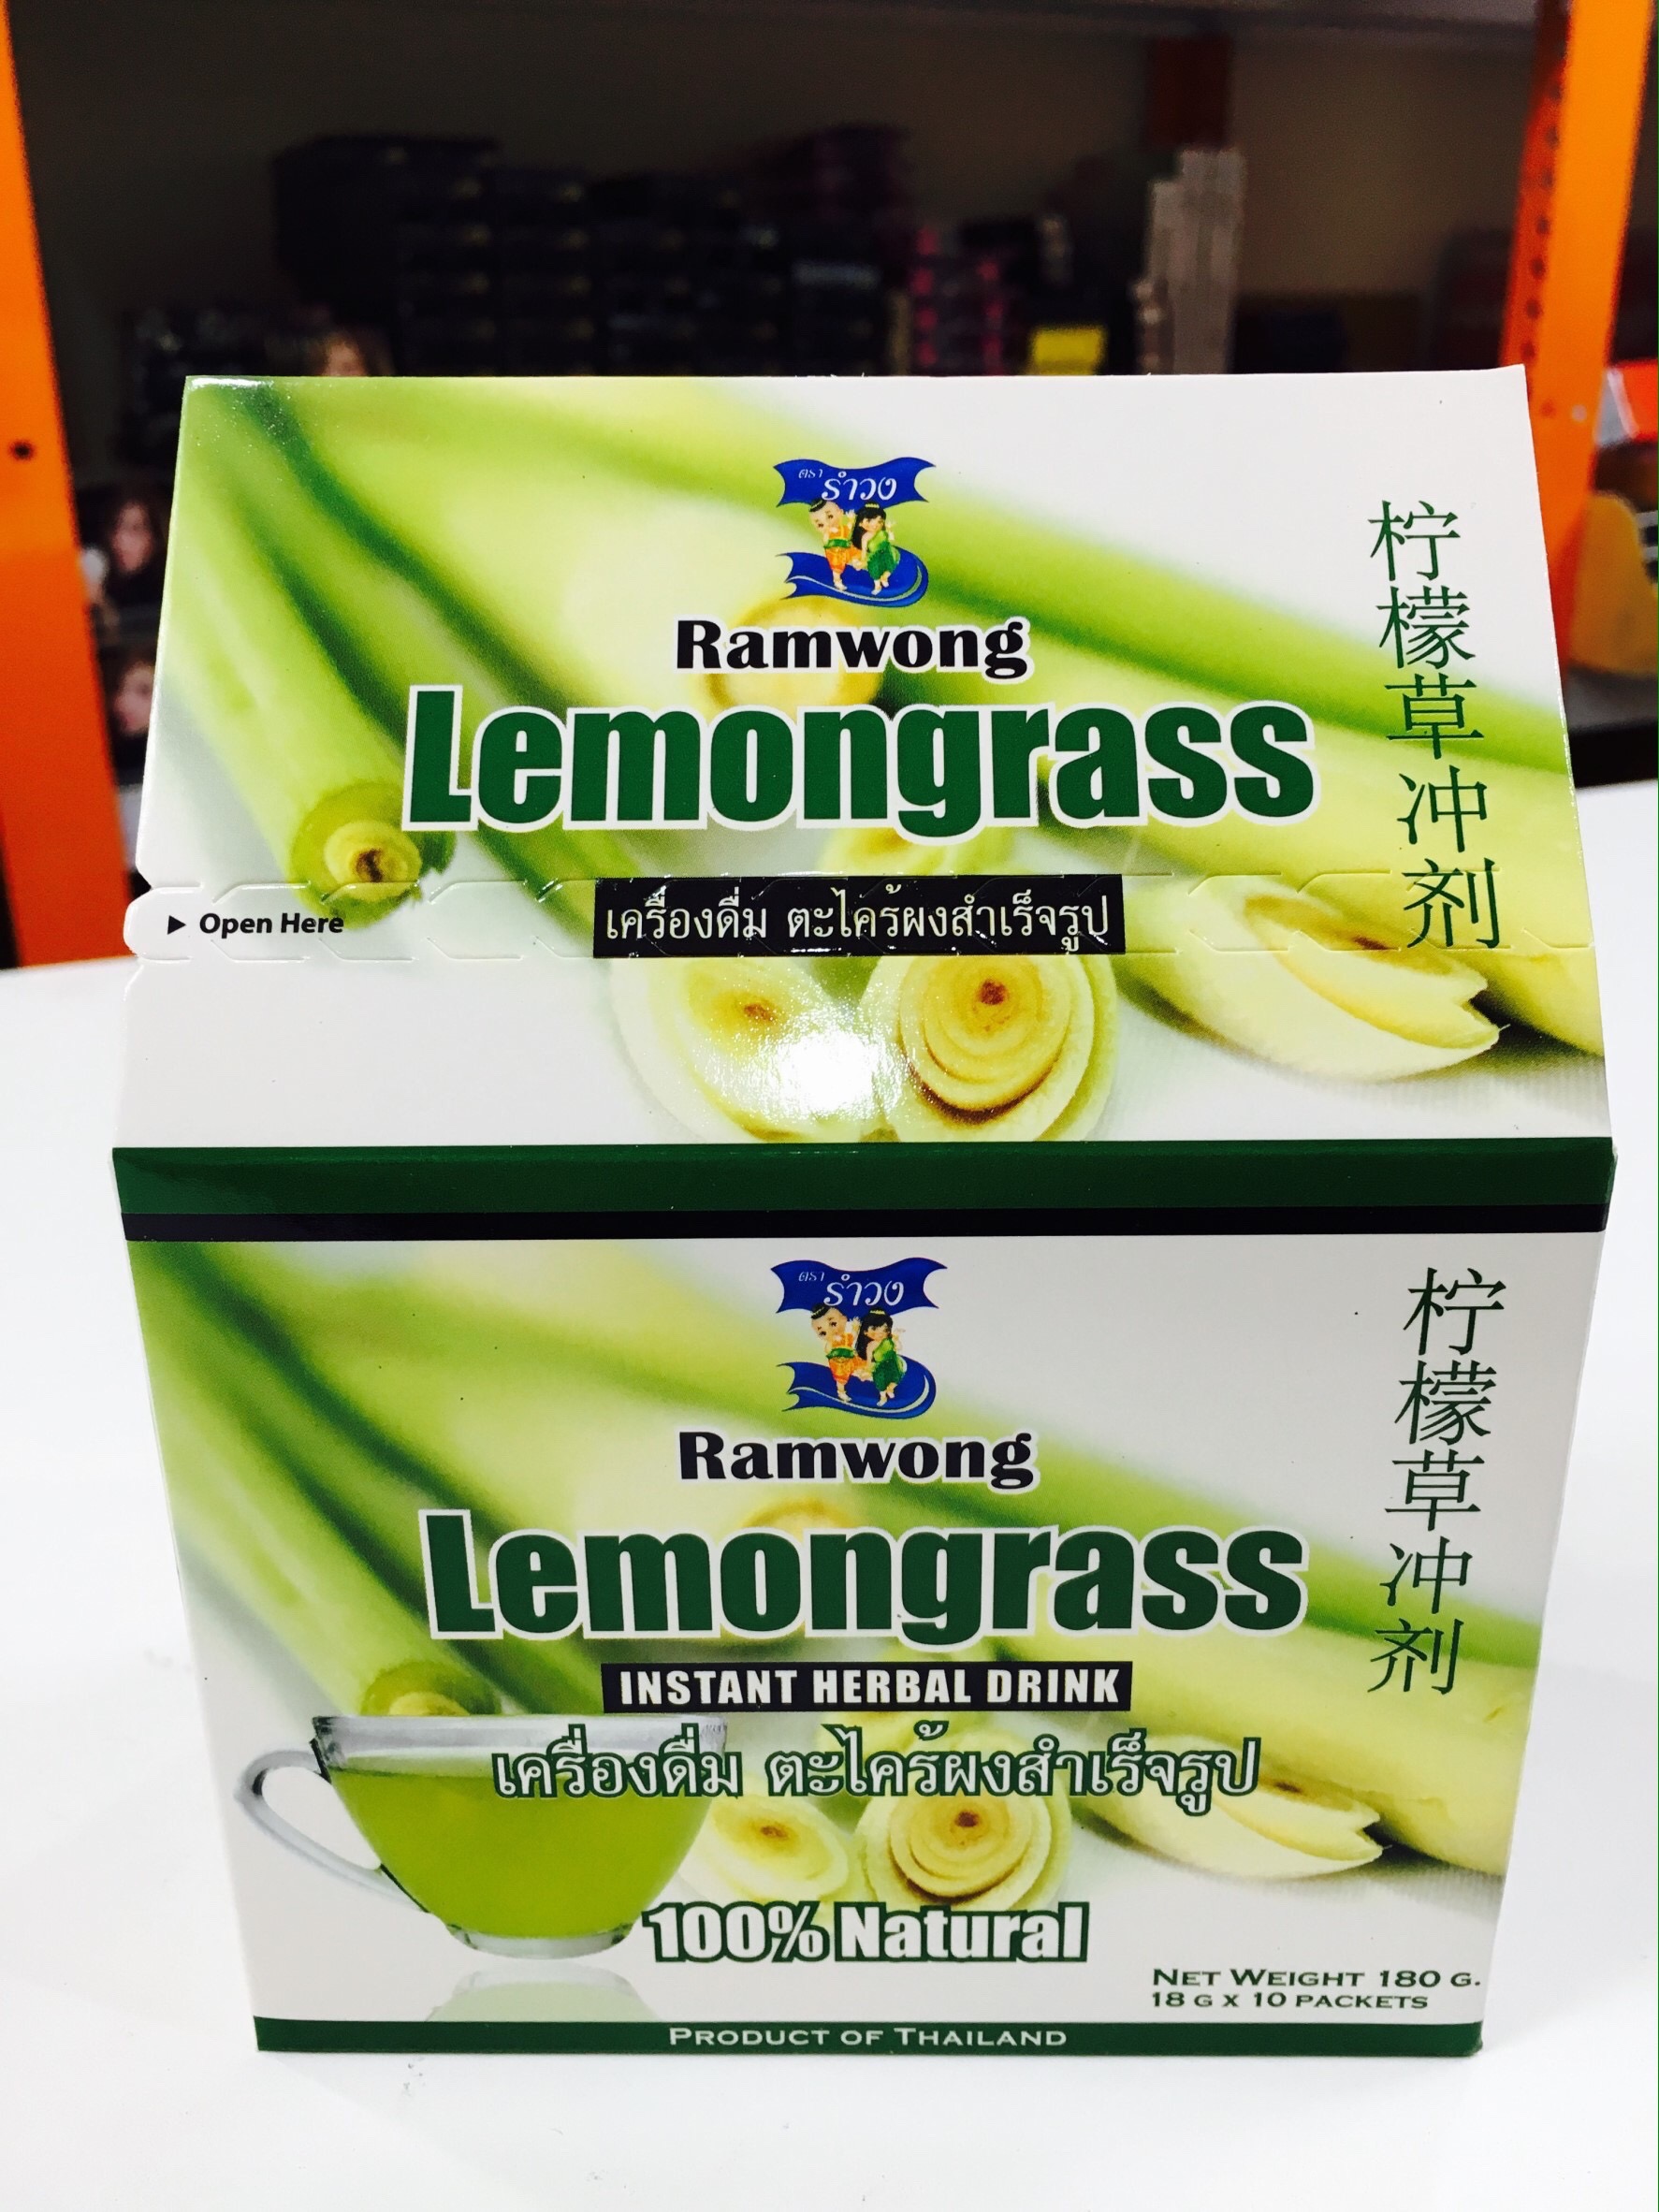 ตรา
รำวง
Ramwong
Lemongrass
柠檬草冲剂
▶ Open Here
เครื่องดื่ม ตะไคร้ผงสำเร็จรูป
ตรา
รำวง
Ramwong
Lemongrass
柠檬草冲剂
INSTANT HERBAL DRINK
เครื่องดื่ม ตะไคร้ผงสำเร็จรูป
100% Natural
NET WEIGHT 180 G.
18 G X 10 PACKETS
PRODUCT OF THAILAND